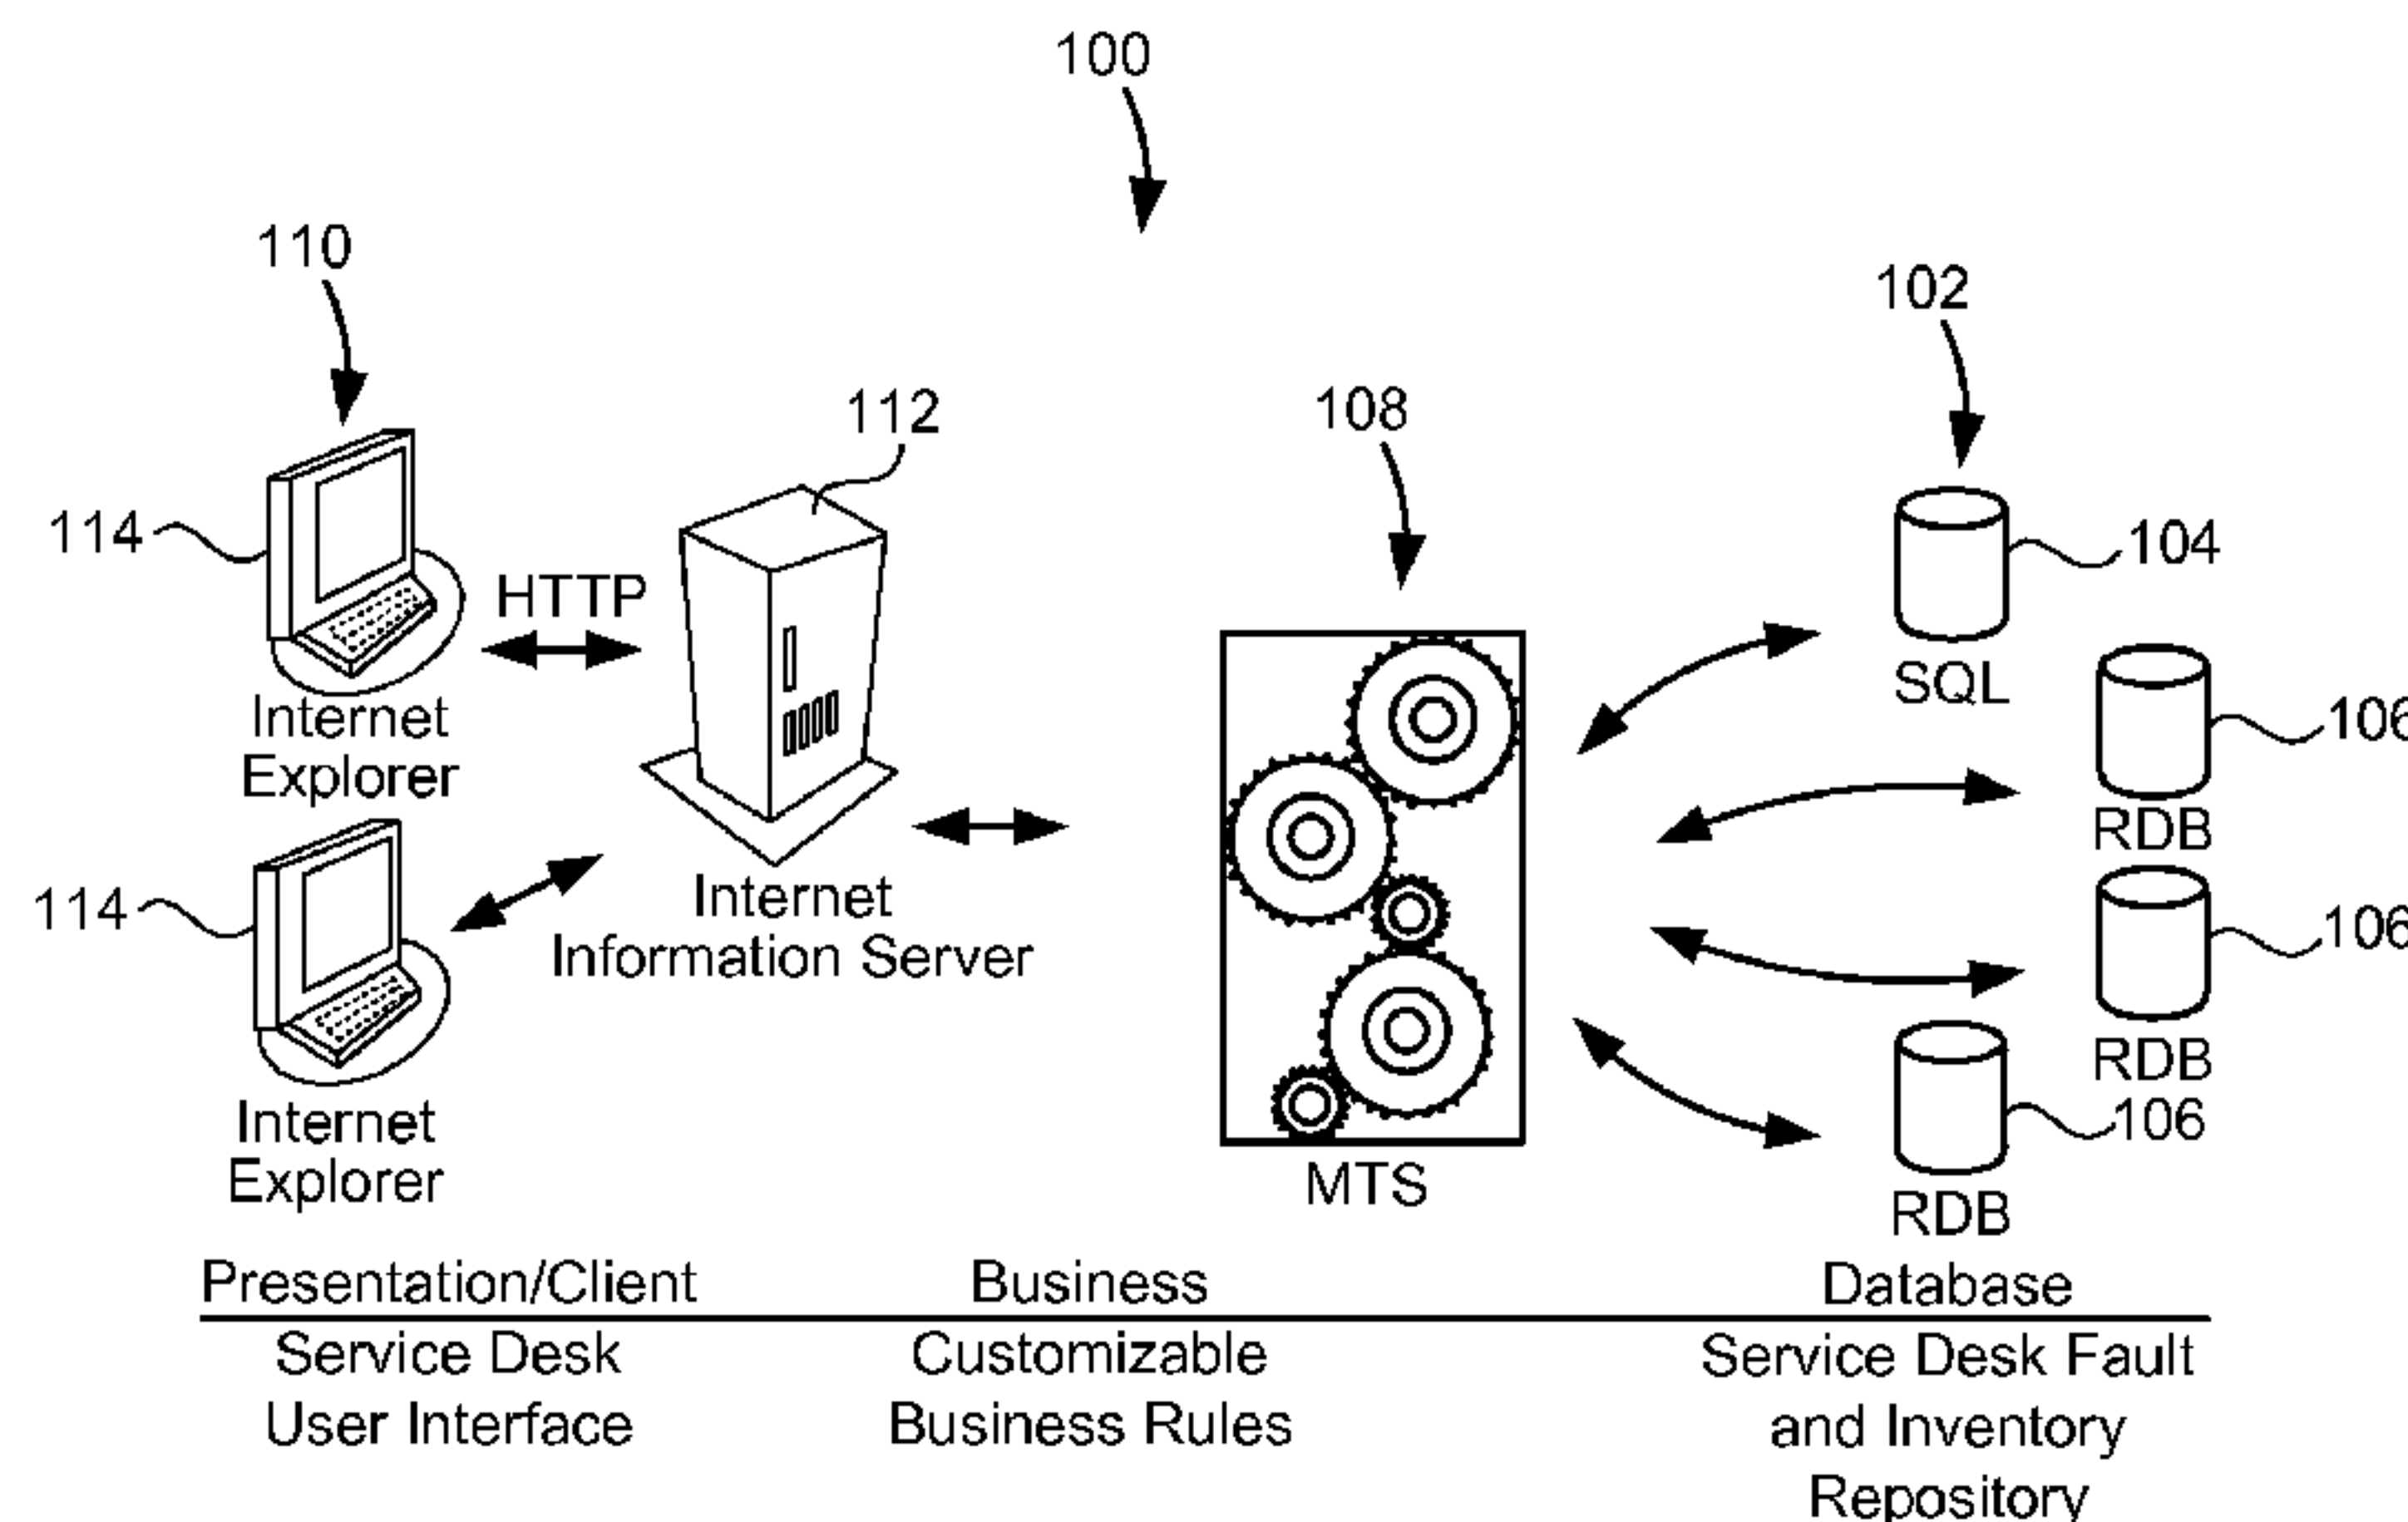 100
110
102
112
108
114
104
HTTP
SQL
106
Internet
Explorer
RDB
114
Internet
Information Server
106
RDB
106
Internet
Explorer
MTS
RDB
Presentation/Client
Business
Database
Service Desk
User Interface
Customizable
Business Rules
Service Desk Fault
and Inventory
Repository